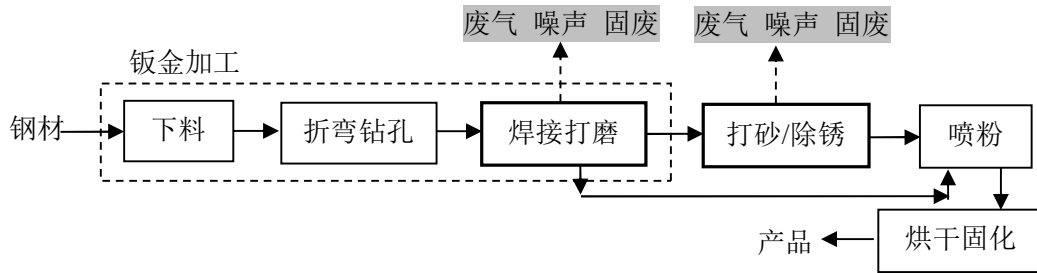 废气 噪声 固废
废气 噪声 固废
钣金加工
钢材
下料
折弯钻孔
焊接打磨
打砂/除锈
喷粉
产品
烘干固化